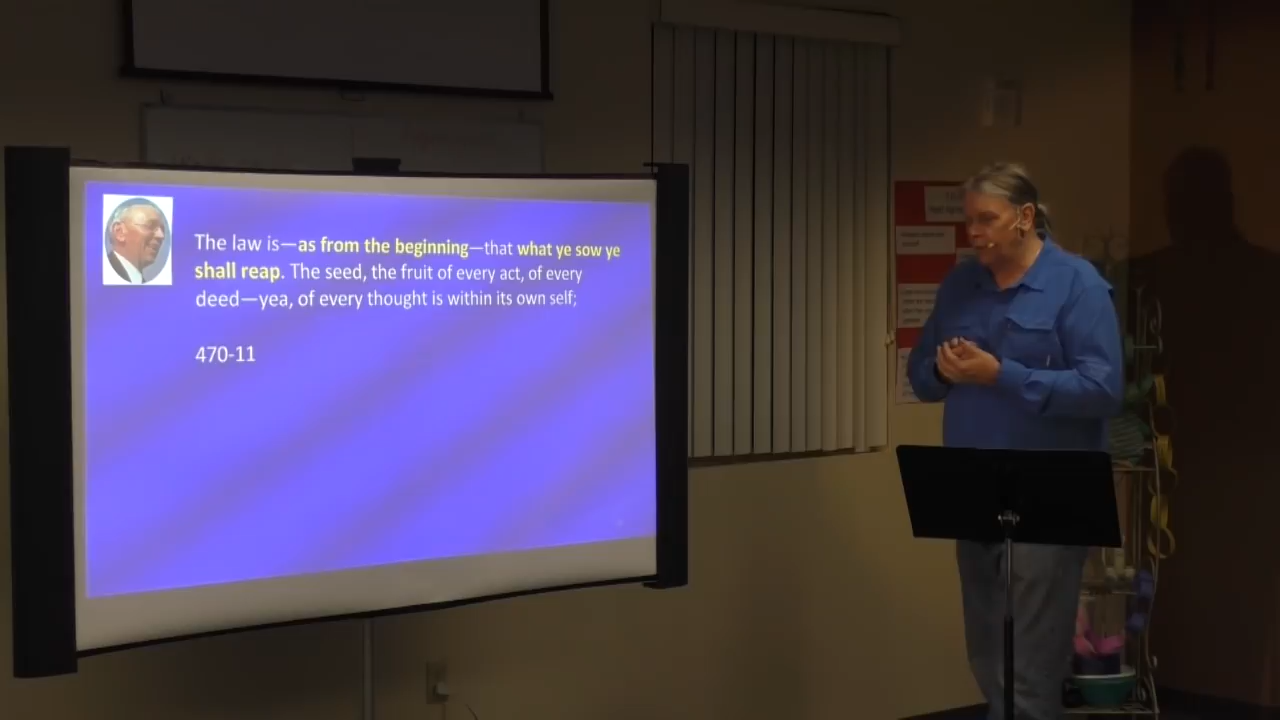 The law is—as from the beginning—that what ye sow ye
shall reap. The seed, the fruit of every act, of every
deed—yea, of every thought is within its own self;
470-11